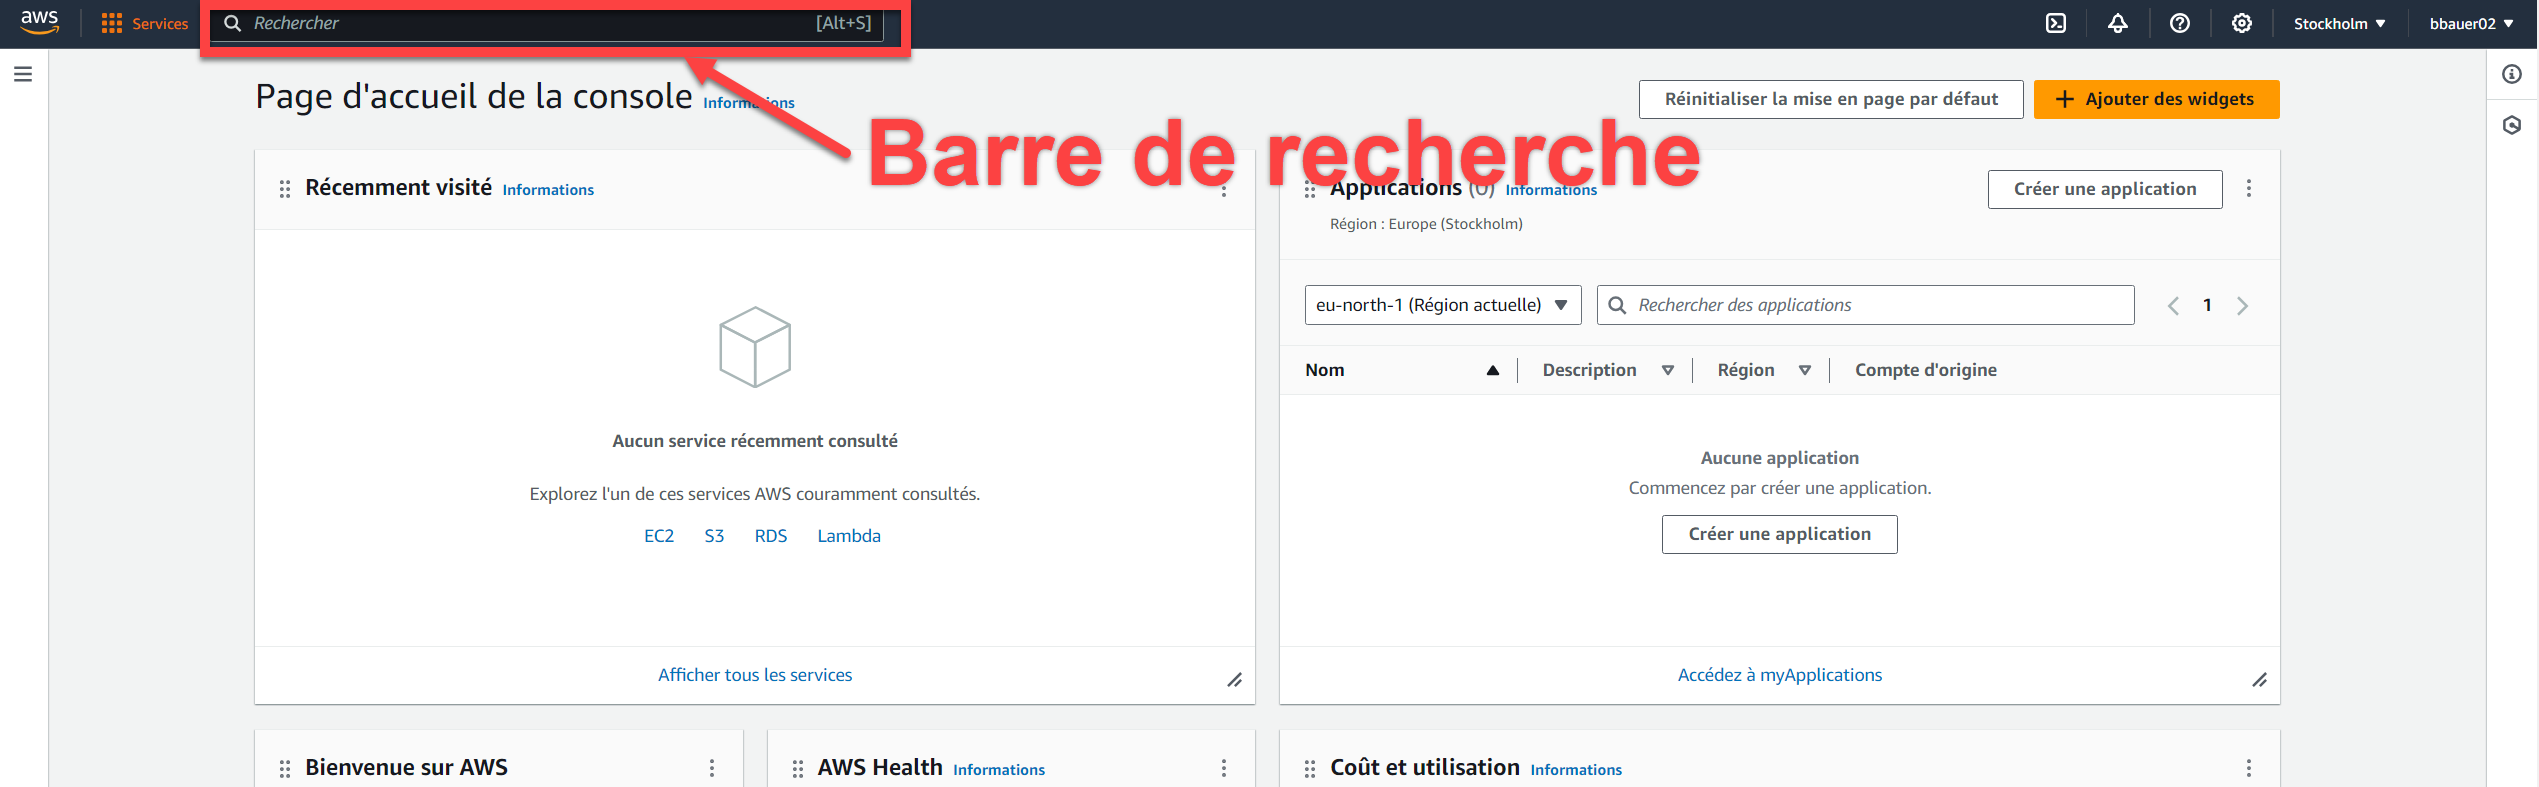 aws
Services
Rechercher [Alt+S]
Stockholm
bbauer02
Page d'accueil de la console Informations
Réinitialiser la mise en page par défaut
Ajouter des widgets
Barre de recherche
Récemment visité Informations
Aucun service récemment consulté
Explorez l'un de ces services AWS couramment consultés.
EC2 S3 RDS Lambda
Afficher tous les services
Applications (0) Informations
Région : Europe (Stockholm)
Créer une application
eu-north-1 (Région actuelle)
Rechercher des applications
1
Nom Description Région Compte d'origine
Aucune application
Commencez par créer une application.
Créer une application
Accédez à myApplications
Bienvenue sur AWS
AWS Health Informations
Coût et utilisation Informations